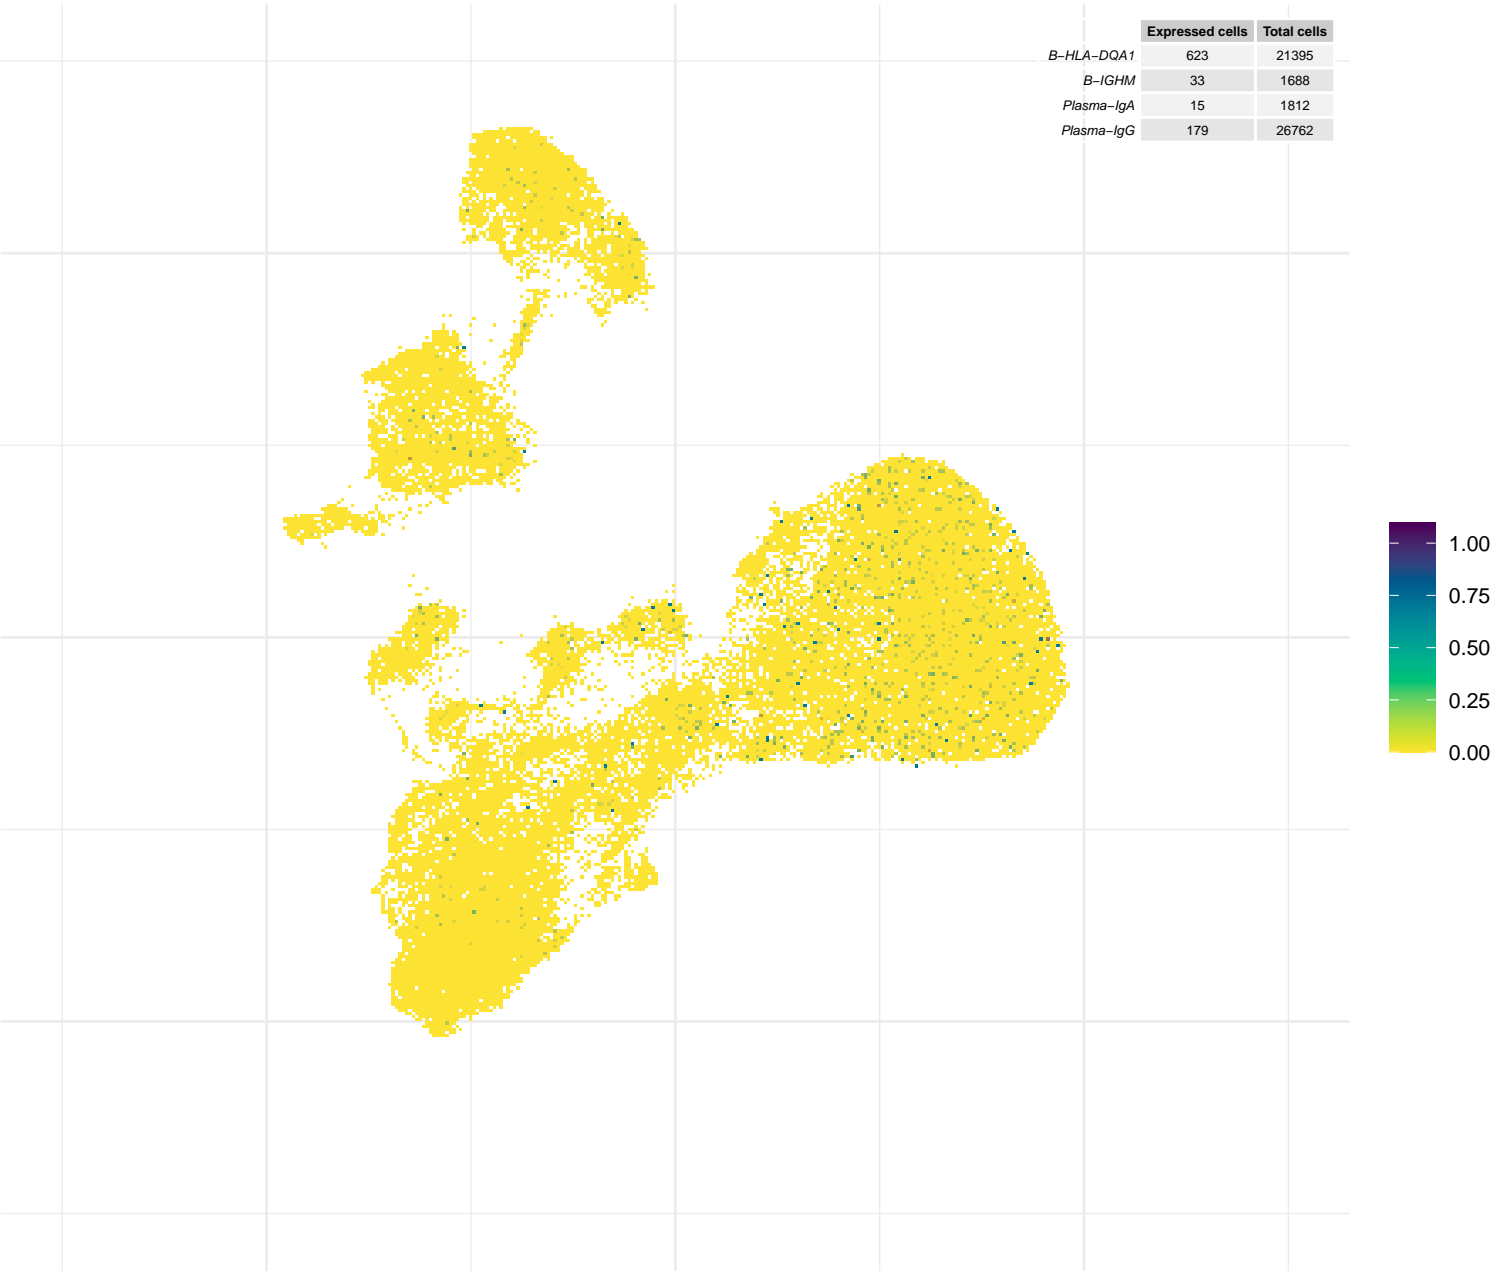 Expressed cells Total cells
B−HLA−DQA1 623 21395
B−IGHM 33 1688
Plasma−IgA 15 1812
Plasma−IgG 179 26762
1.00
0.75
0.50
0.25
0.00